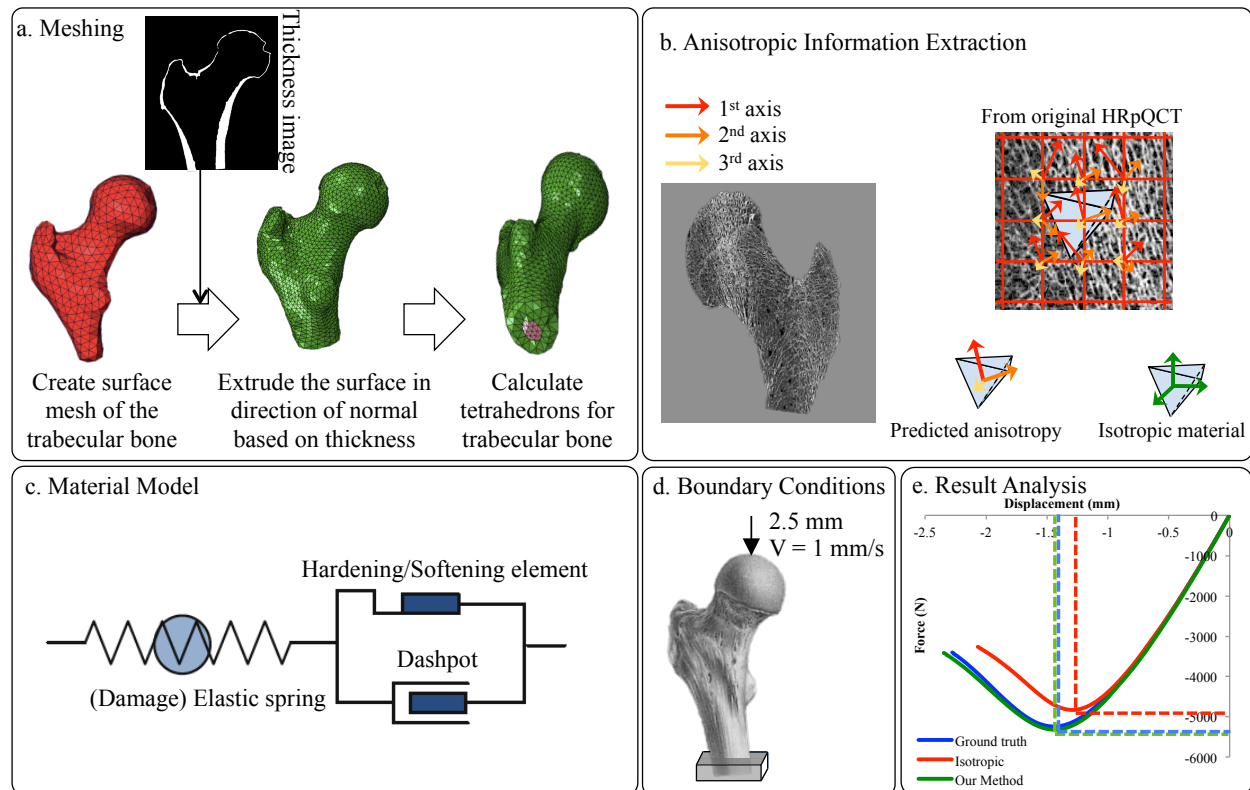 a. Meshing
Thickness image
Create surface
mesh of the
trabecular bone
Extrude the surface in
direction of normal
based on thickness
Calculate
tetrahedrons for
trabecular bone
b. Anisotropic Information Extraction
1st axis
2nd axis
3rd axis
From original HRpQCT
Predicted anisotropy
Isotropic material
c. Material Model
Hardening/Softening element
Dashpot
(Damage) Elastic spring
d. Boundary Conditions
2.5 mm
V = 1 mm/s
e. Result Analysis
Displacement (mm)
-2.5 -2 -1.5 -1 -0.5 0
0
-1000
-2000
-3000
-4000
-5000
-6000
Force (N)
Ground truth
Isotropic
Our Method